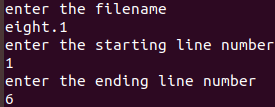 enter the filename
eight.1
enter the starting line number
1
enter the ending line number
6